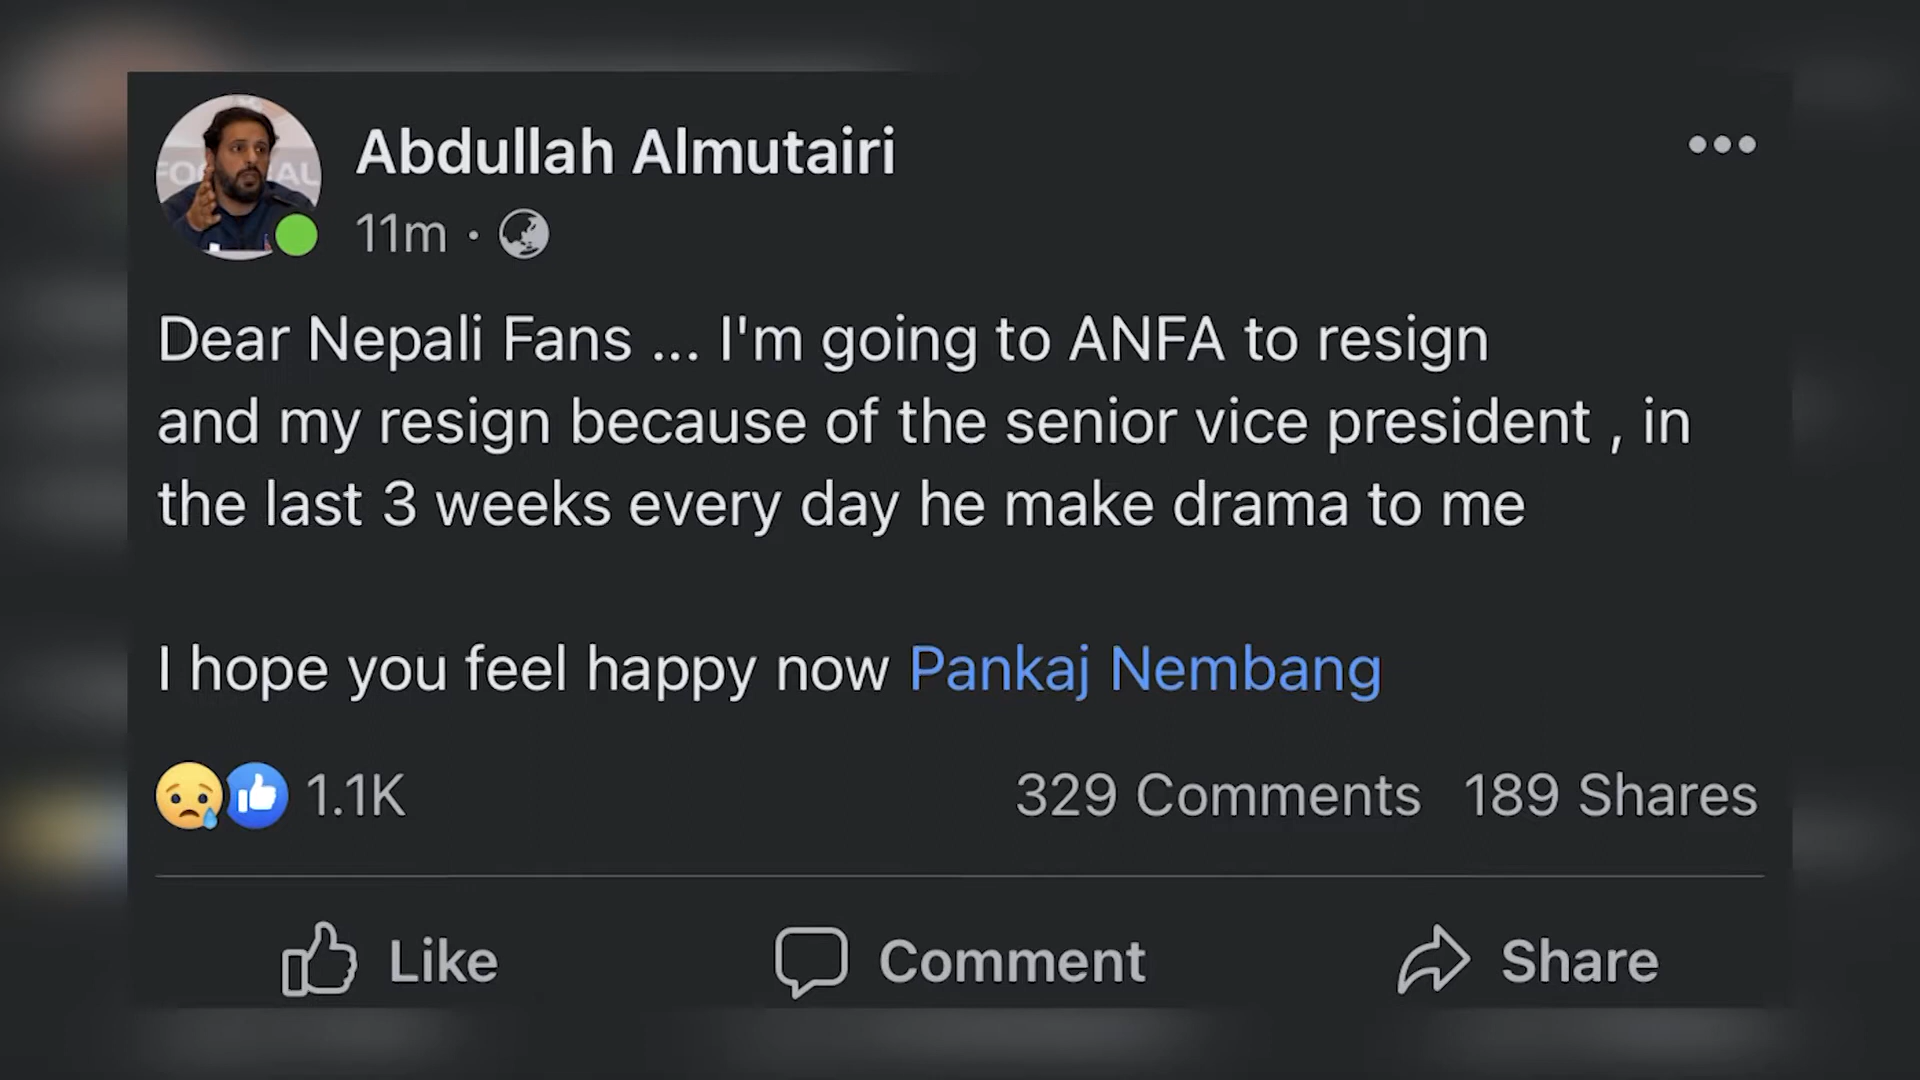 Abdullah Almutairi
11m ·
Dear Nepali Fans ... I'm going to ANFA to resign
and my resign because of the senior vice president , in
the last 3 weeks every day he make drama to me
I hope you feel happy now Pankaj Nembang
1.1K 329 Comments 189 Shares
Like Comment Share